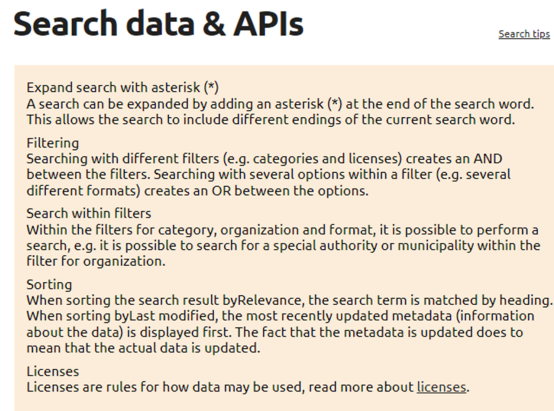 Search data & APIs
Search tips
Expand search with asterisk (*)
A search can be expanded by adding an asterisk (*) at the end of the search word.
This allows the search to include different endings of the current search word.
Filtering
Searching with different filters (e.g. categories and licenses) creates an AND
between the filters. Searching with several options within a filter (e.g. several
different formats) creates an OR between the options.
Search within filters
Within the filters for category, organization and format, it is possible to perform a
search, e.g. it is possible to search for a special authority or municipality within the
filter for organization.
Sorting
When sorting the search result byRelevance, the search term is matched by heading.
When sorting byLast modified, the most recently updated metadata (information
about the data) is displayed first. The fact that the metadata is updated does to
mean that the actual data is updated.
Licenses
Licenses are rules for how data may be used, read more about licenses.